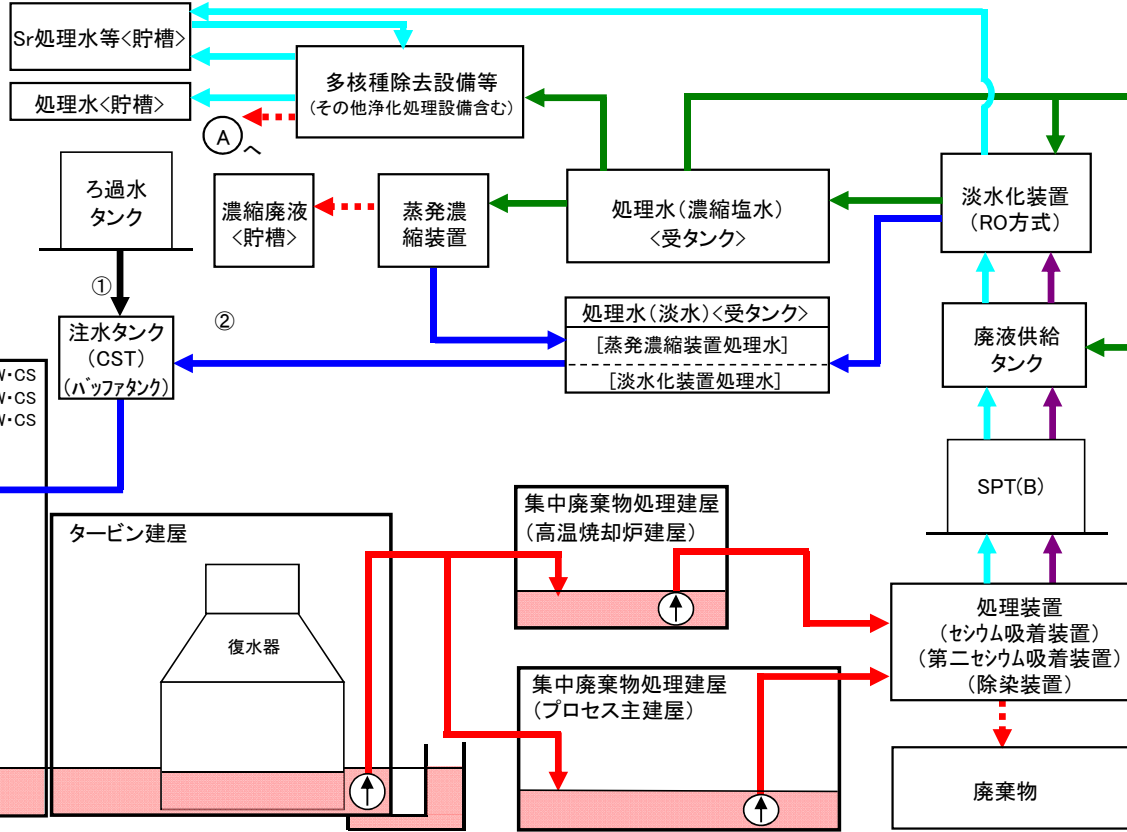 Sr処理水等<貯槽>
処理水<貯槽>
多核種除去設備等
(その他浄化処理設備含む)
A
へ
ろ過水
タンク
濃縮廃液
<貯槽>
蒸発濃
縮装置
処理水(濃縮塩水)
<受タンク>
淡水化装置
(RO方式)
①
②
注水タンク
(CST)
(バッファタンク)
処理水(淡水)<受タンク>
[蒸発濃縮装置処理水]
[淡水化装置処理水]
廃液供給
タンク
W・CS
W・CS
W・CS
SPT(B)
タービン建屋
復水器
集中廃棄物処理建屋
(高温焼却炉建屋)
集中廃棄物処理建屋
(プロセス主建屋)
処理装置
(セシウム吸着装置)
(第二セシウム吸着装置)
(除染装置)
廃棄物